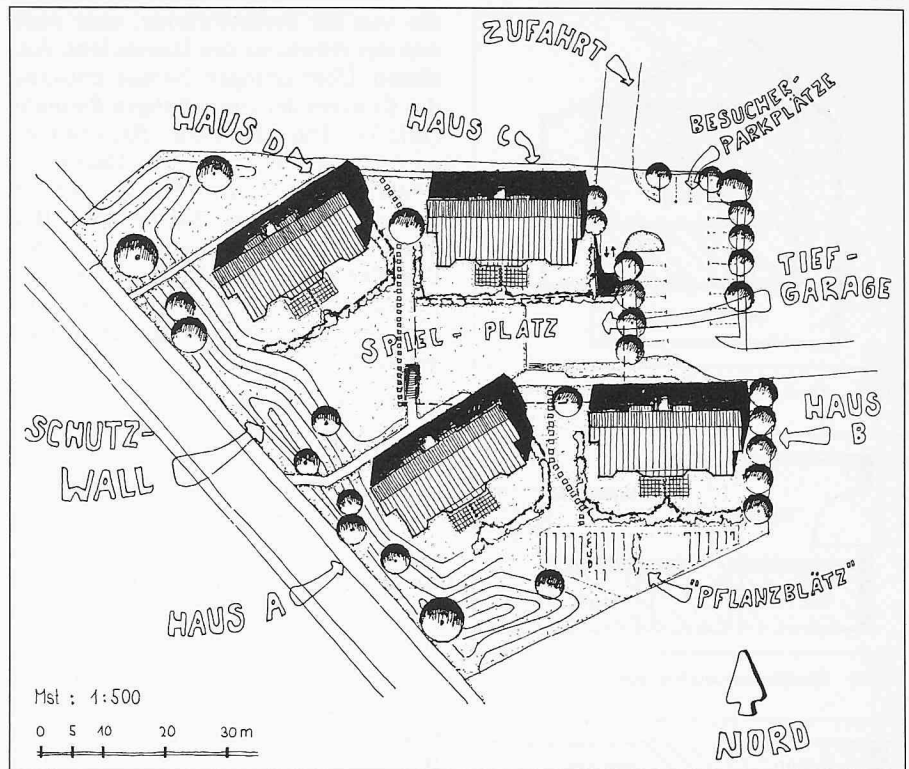 ZUFAHRT
BESUCHER-
PARKPLÄTZE
HAUS D
HAUS C
TIEF-
GARAGE
SPIEL-PLATZ
SCHUTZ-
WALL
HAUS
B
HAUS A
"PFLANZBLÄTZ"
Mst : 1:500
0 5 10 20 30 m
NORD